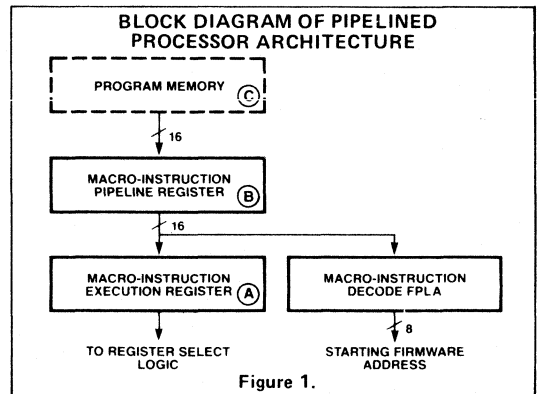 BLOCK DIAGRAM OF PIPELINED
PROCESSOR ARCHITECTURE
PROGRAM MEMORY
C
16
MACRO-INSTRUCTION
PIPELINE REGISTER
B
16
MACRO-INSTRUCTION
EXECUTION REGISTER
A
MACRO-INSTRUCTION
DECODE FPLA
8
TO REGISTER SELECT
LOGIC
STARTING FIRMWARE
ADDRESS
Figure 1.